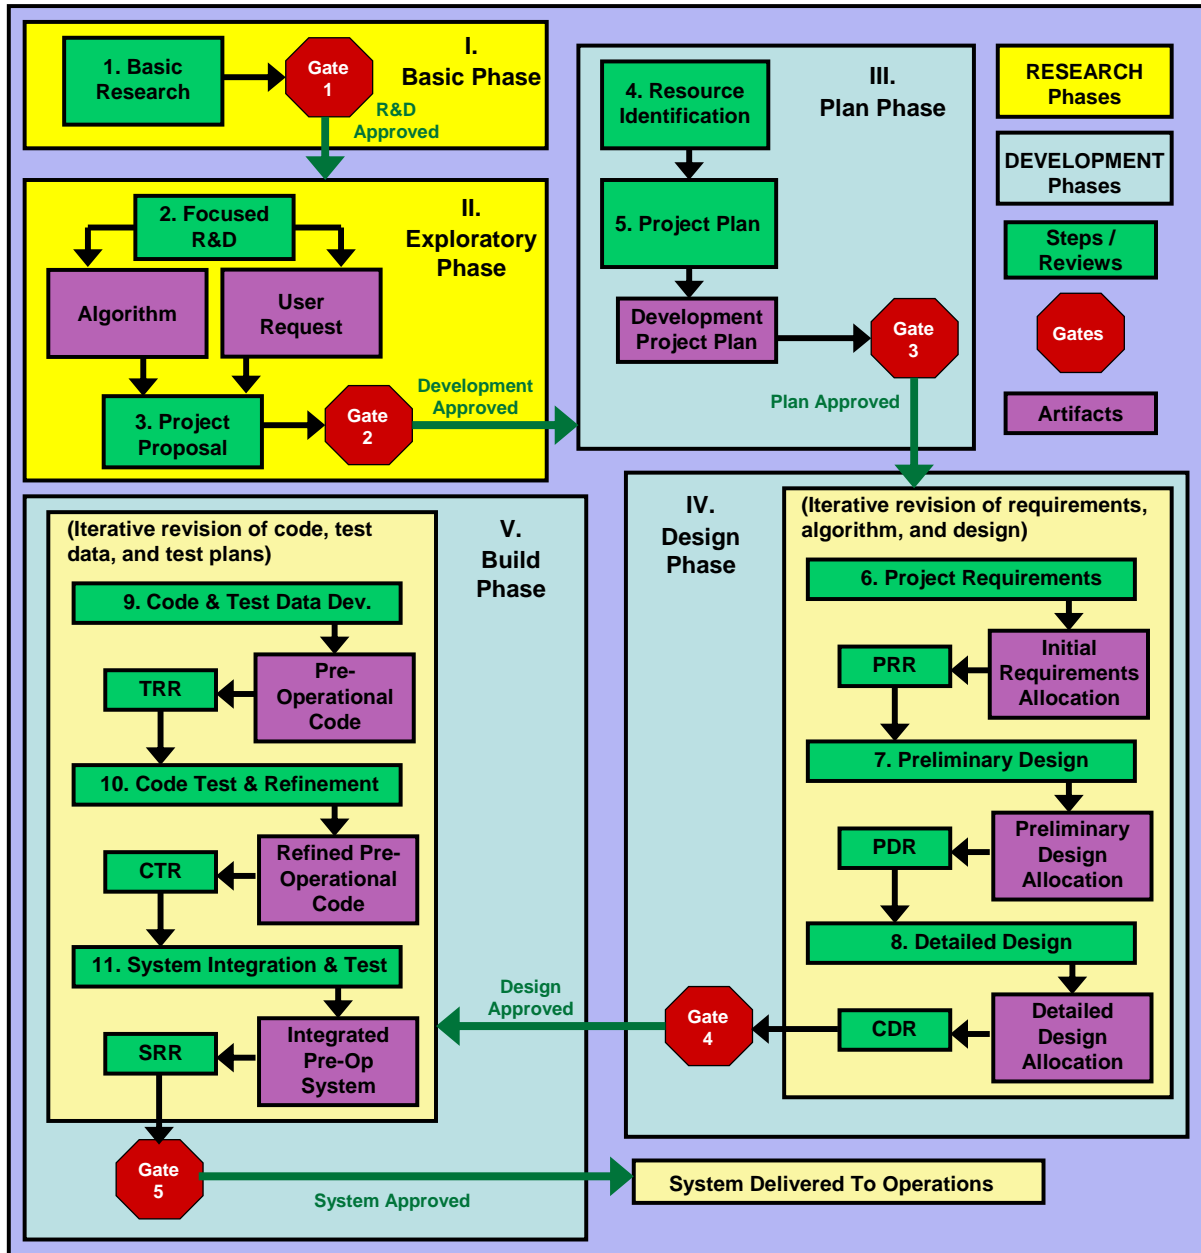 I.
Basic Phase
1. Basic
Research
Gate
1
R&D
Approved
II.
Exploratory
Phase
2. Focused
R&D
Algorithm
User
Request
3. Project
Proposal
Gate
2
Development
Approved
III.
Plan Phase
4. Resource
Identification
5. Project Plan
Development
Project Plan
Gate
3
Plan Approved
RESEARCH
Phases
DEVELOPMENT
Phases
Steps /
Reviews
Gates
Artifacts
IV.
Design
Phase
(Iterative revision of requirements,
algorithm, and design)
6. Project Requirements
Initial
Requirements
Allocation
PRR
7. Preliminary Design
Preliminary
Design
Allocation
PDR
8. Detailed Design
Detailed
Design
Allocation
CDR
Gate
4
Design
Approved
V.
Build
Phase
(Iterative revision of code, test
data, and test plans)
9. Code & Test Data Dev.
Pre-
Operational
Code
TRR
10. Code Test & Refinement
Refined Pre-
Operational
Code
CTR
11. System Integration & Test
Integrated
Pre-Op
System
SRR
Gate
5
System Approved
System Delivered To Operations